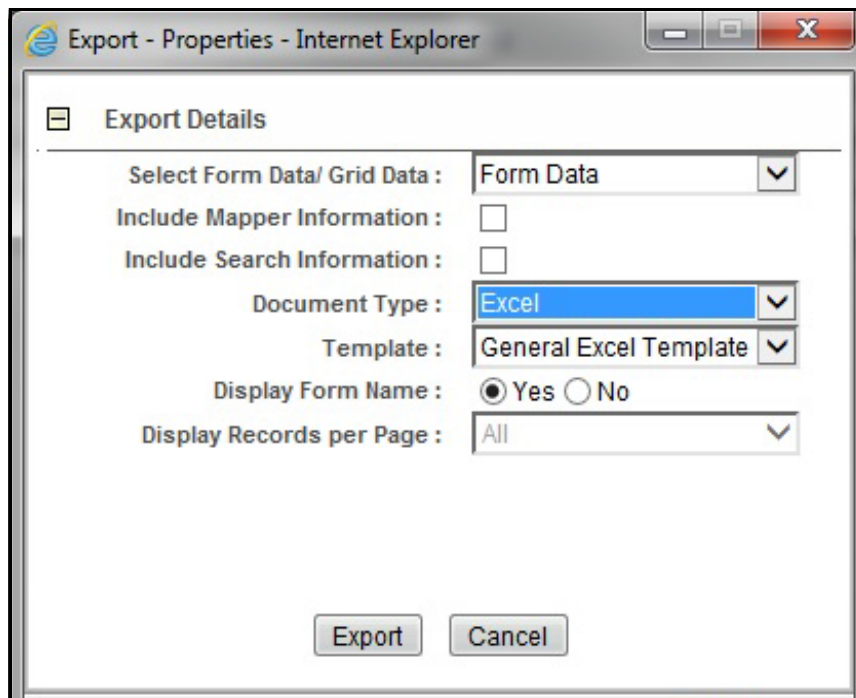 Export - Properties - Internet Explorer
Export Details
Select Form Data/ Grid Data : Form Data
Include Mapper Information :
Include Search Information :
Document Type : Excel
Template : General Excel Template
Display Form Name : Yes No
Display Records per Page : All
Export Cancel